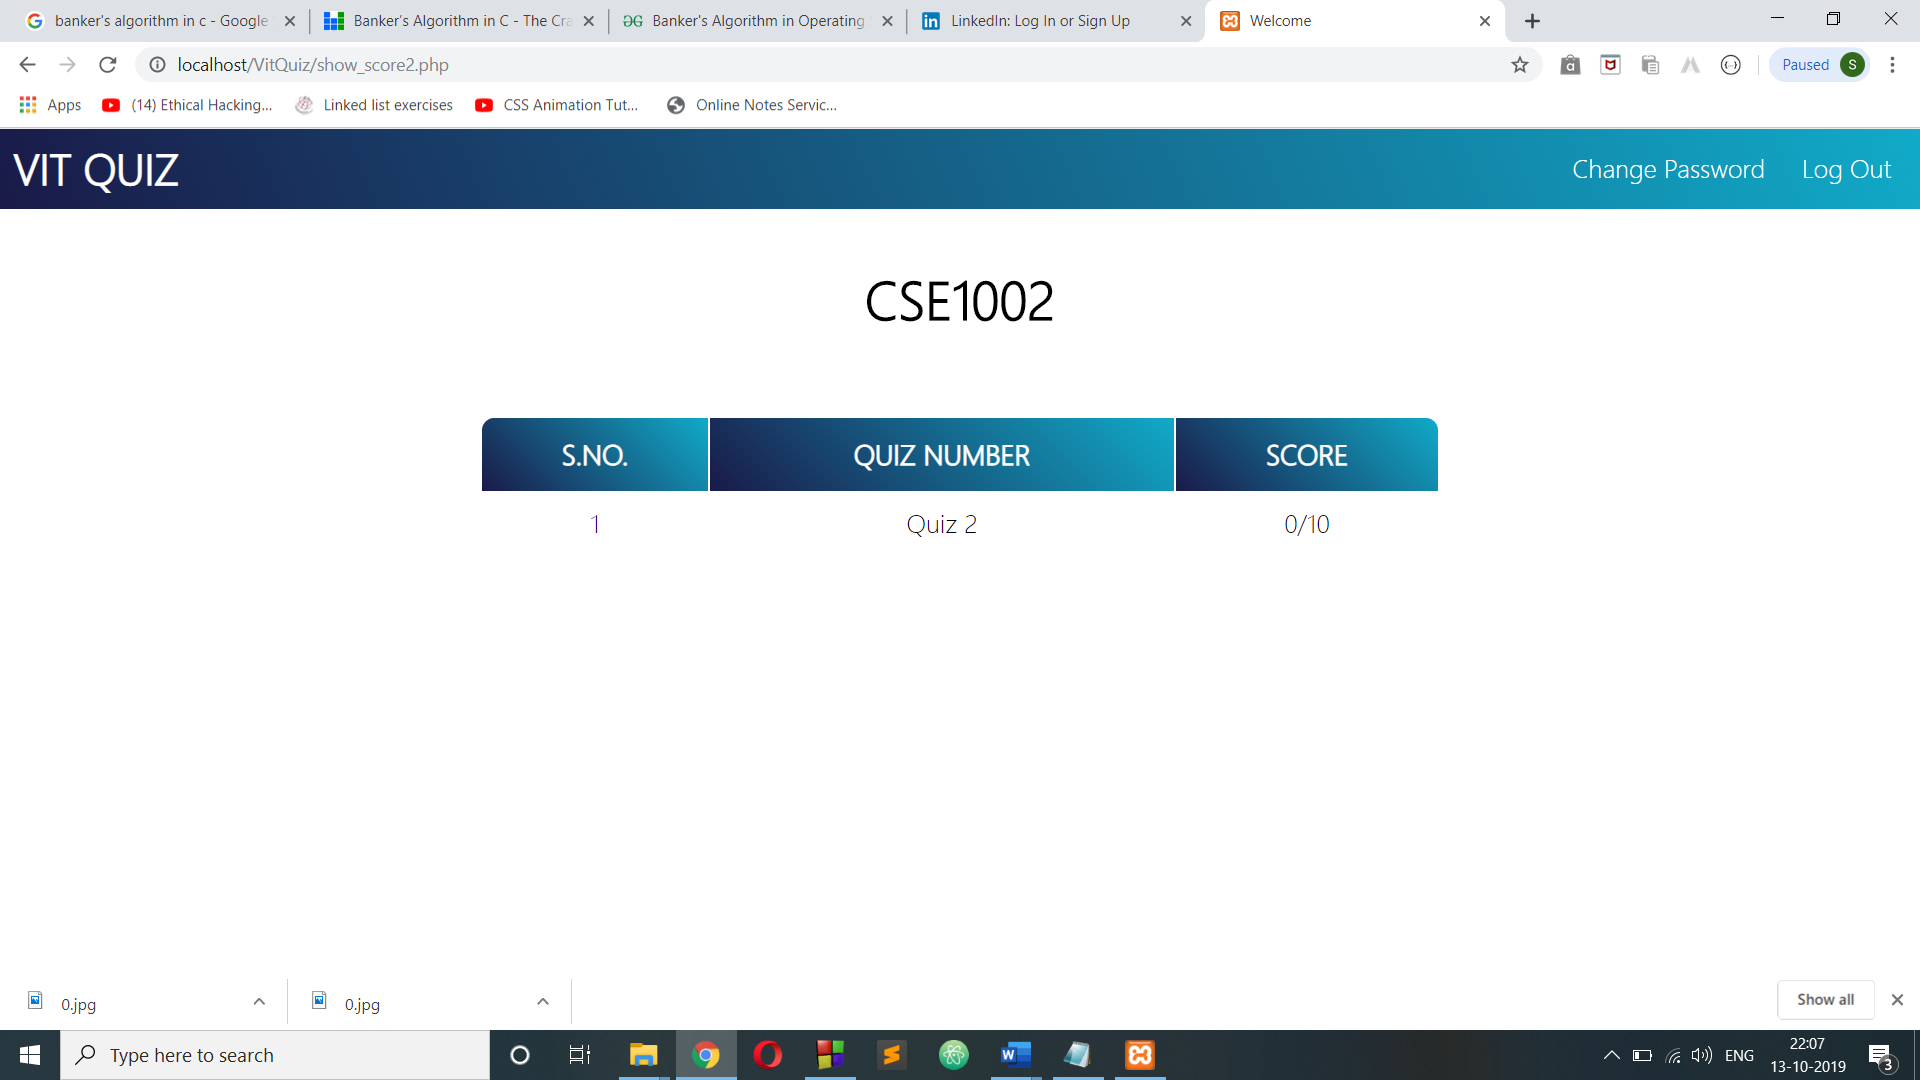 banker's algorithm in c - Google
Banker's Algorithm in C - The Cra
Banker's Algorithm in Operating
LinkedIn: Log In or Sign Up
Welcome
localhost/VitQuiz/show_score2.php
Paused
S
Apps
(14) Ethical Hacking...
Linked list exercises
CSS Animation Tut...
Online Notes Servic...
VIT QUIZ
Change Password
Log Out
CSE1002
S.NO. QUIZ NUMBER SCORE
1 Quiz 2 0/10
0.jpg
0.jpg
Show all
Type here to search
ENG
22:07
13-10-2019
3